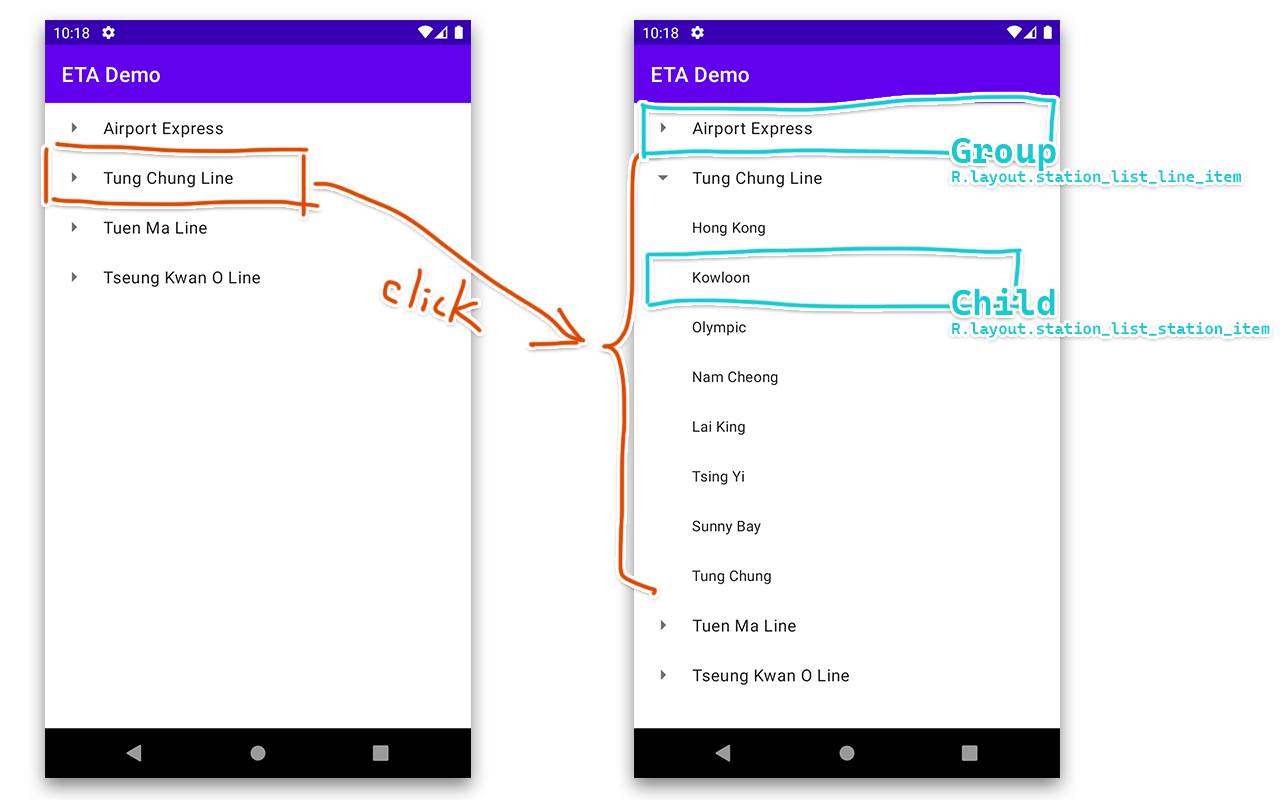 10:18
ETA Demo
Airport Express
Tung Chung Line
Tuen Ma Line
Tseung Kwan O Line
click
10:18
ETA Demo
Airport Express
Group
R.layout.station_list_line_item
Tung Chung Line
Hong Kong
Kowloon
Child
R.layout.station_list_station_item
Olympic
Nam Cheong
Lai King
Tsing Yi
Sunny Bay
Tung Chung
Tuen Ma Line
Tseung Kwan O Line